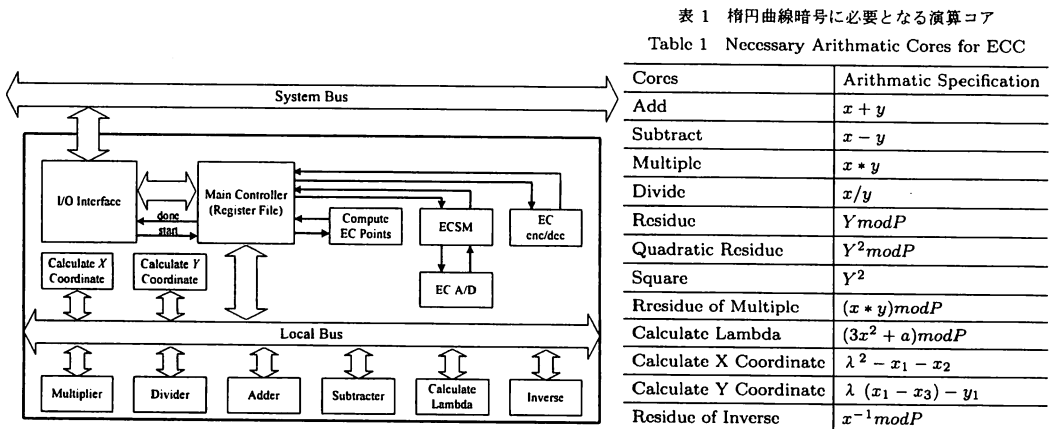 System Bus
I/O Interface
done
start
Main Controller
(Register File)
Compute
EC Points
ECSM
EC
enc/dec
EC A/D
Calculate X
Coordinate
Calculate Y
Coordinate
Local Bus
Multiplier
Divider
Adder
Subtracter
Calculate
Lambda
Inverse
表 1 楕円曲線暗号に必要となる演算コア
Table 1 Necessary Arithmatic Cores for ECC
Cores Arithmatic Specification
Add x + y
Subtract x − y
Multiple x * y
Divide x/y
Residue YmodP
Quadratic Residue Y²modP
Square Y²
Rresidue of Multiple (x * y)modP
Calculate Lambda (3x² + a)modP
Calculate X Coordinate λ² − x₁ − x₂
Calculate Y Coordinate λ (x₁ − x₃) − y₁
Residue of Inverse x⁻¹modP